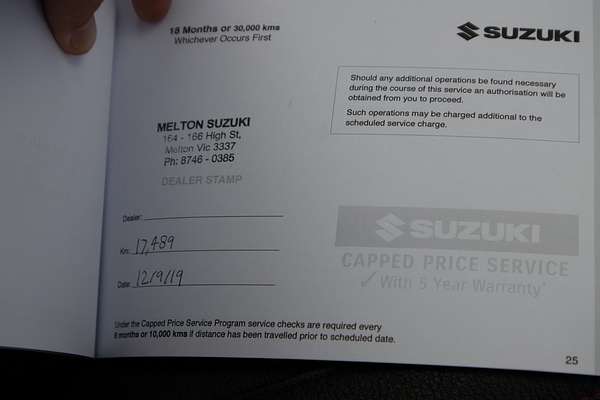 18 Months or 30,000 kms
Whichever Occurs First
SUZUKI
Should any additional operations be found necessary
during the course of this service an authorisation will be
obtained from you to proceed.
Such operations may be charged additional to the
scheduled service charge.
MELTON SUZUKI
164 - 166 High St,
Melton Vic 3337
Ph: 8746 - 0385
DEALER STAMP
Dealer:
Km: 17,489
Date: 12/9/19
SUZUKI
CAPPED PRICE SERVICE
✓ With 5 Year Warranty*
Under the Capped Price Service Program service checks are required every
6 months or 10,000 kms if distance has been travelled prior to scheduled date.
25